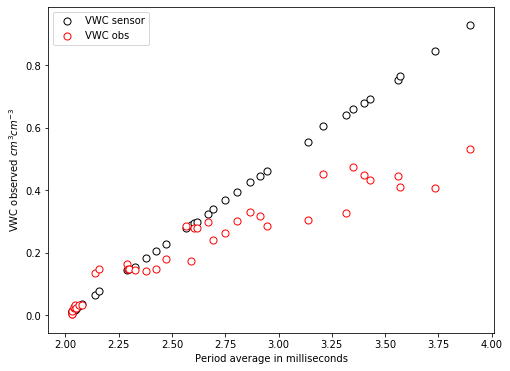 VWC sensor
VWC obs
VWC observed cm³cm⁻³
0.8
0.6
0.4
0.2
0.0
2.00 2.25 2.50 2.75 3.00 3.25 3.50 3.75 4.00
Period average in milliseconds